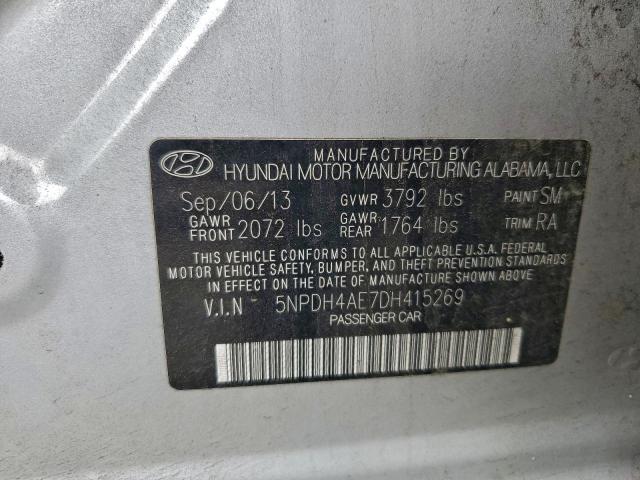 MANUFACTURED BY
HYUNDAI MOTOR MANUFACTURING ALABAMA, LLC
Sep/06/13 GVWR 3792 lbs PAINT SM
GAWR FRONT 2072 lbs GAWR REAR 1764 lbs TRIM RA
THIS VEHICLE CONFORMS TO ALL APPLICABLE U.S.A. FEDERAL
MOTOR VEHICLE SAFETY, BUMPER, AND THEFT PREVENTION STANDARDS
IN EFFECT ON THE DATE OF MANUFACTURE SHOWN ABOVE.
V.I.N 5NPDH4AE7DH415269
PASSENGER CAR